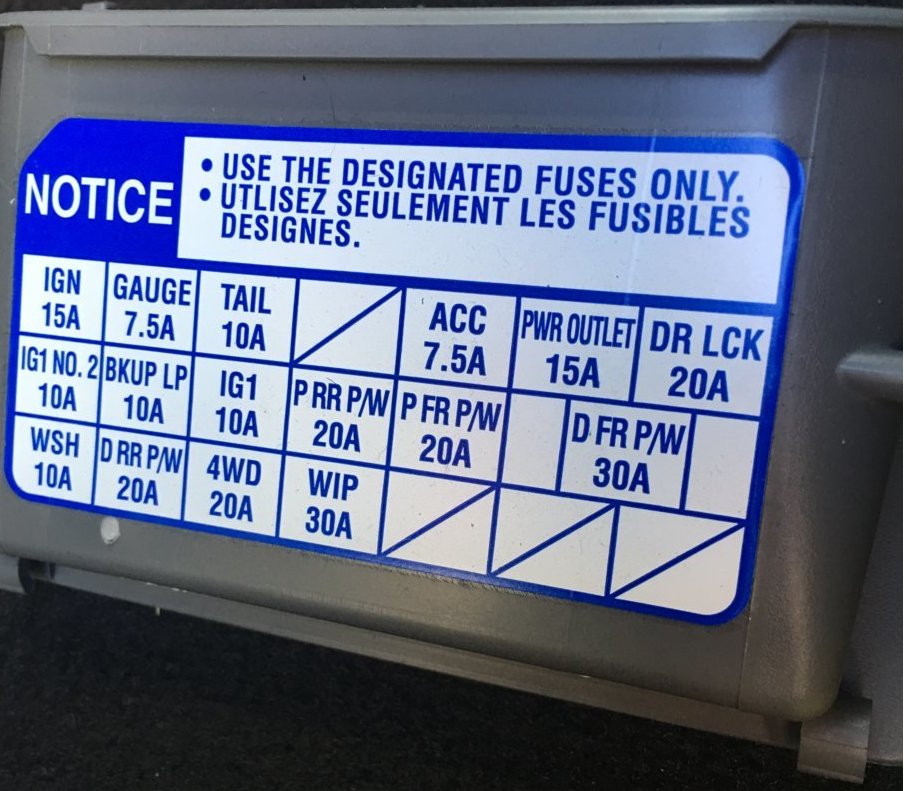 NOTICE
• USE THE DESIGNATED FUSES ONLY.
• UTLISEZ SEULEMENT LES FUSIBLES
DESIGNES.
IGN GAUGE TAIL ACC PWR OUTLET DR LCK
15A 7.5A 10A 7.5A 15A 20A
IG1 NO. 2 BKUP LP IG1 P RR P/W P FR P/W D FR P/W
10A 10A 10A 20A 20A 30A
WSH D RR P/W 4WD WIP
10A 20A 20A 30A